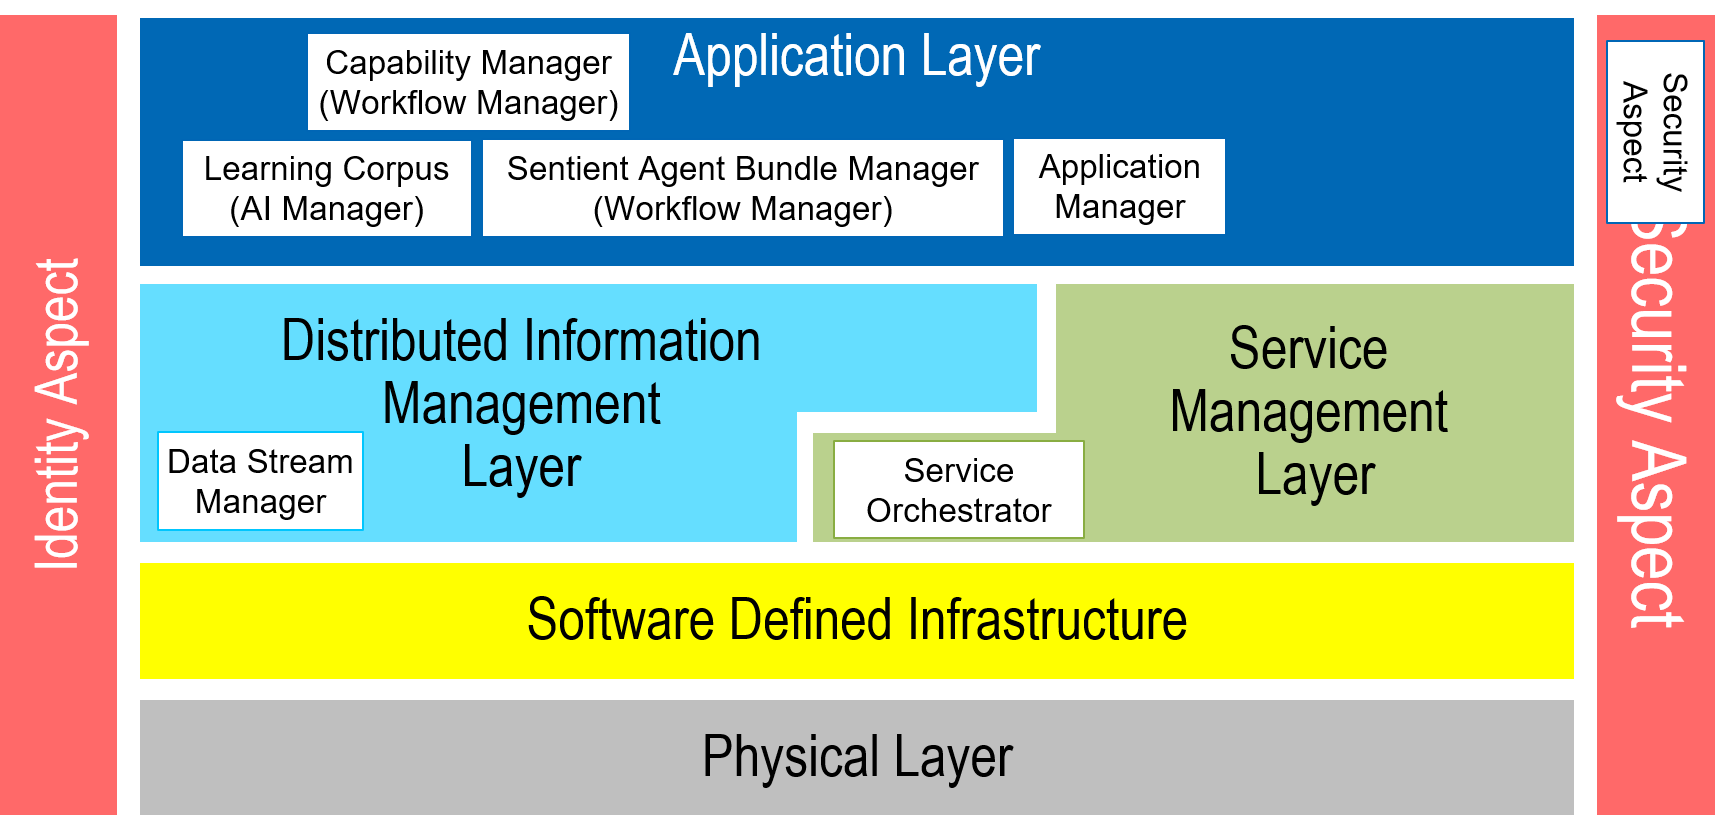 Identity Aspect
Application Layer
Capability Manager
(Workflow Manager)
Learning Corpus
(AI Manager)
Sentient Agent Bundle Manager
(Workflow Manager)
Application
Manager
Distributed Information
Management
Layer
Data Stream
Manager
Service
Management
Layer
Service
Orchestrator
Software Defined Infrastructure
Physical Layer
Security
Aspect
Security Aspect